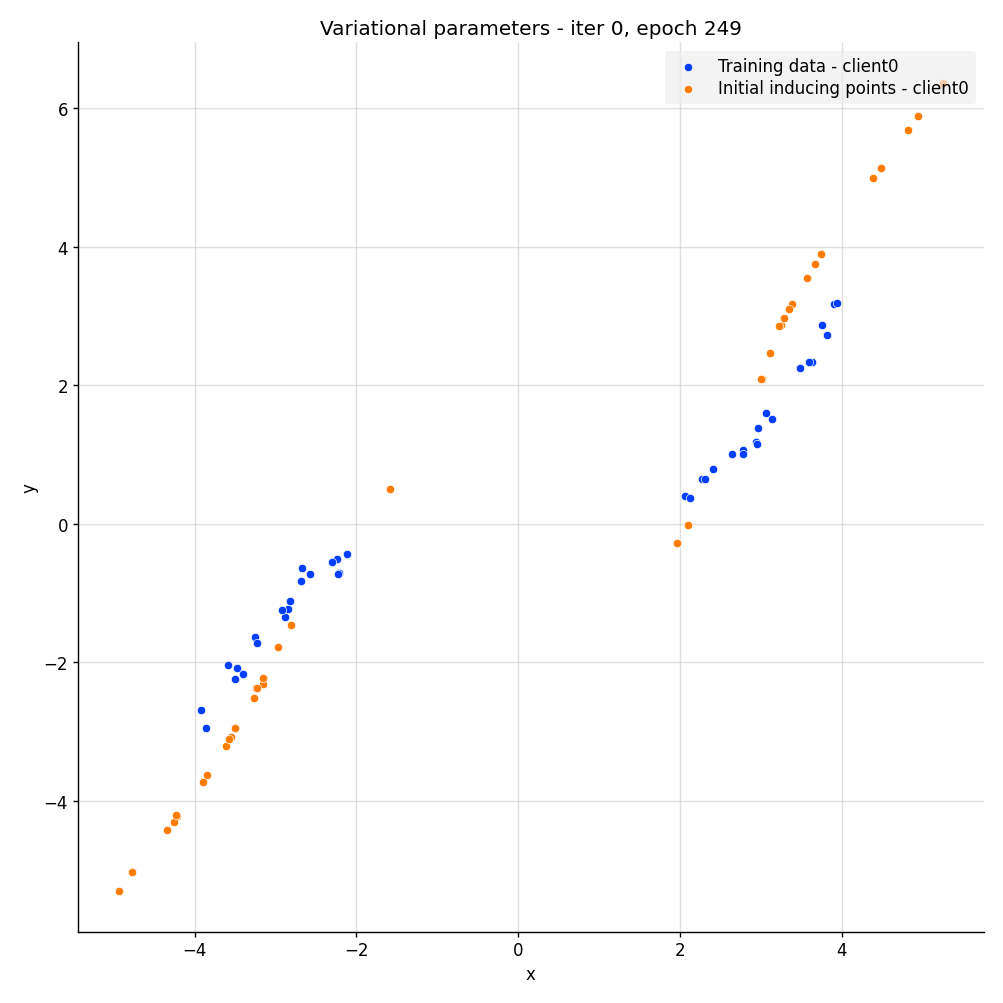 Variational parameters - iter 0, epoch 249
Training data - client0
Initial inducing points - client0
6
4
2
0
−2
−4
y
−4 −2 0 2 4
x